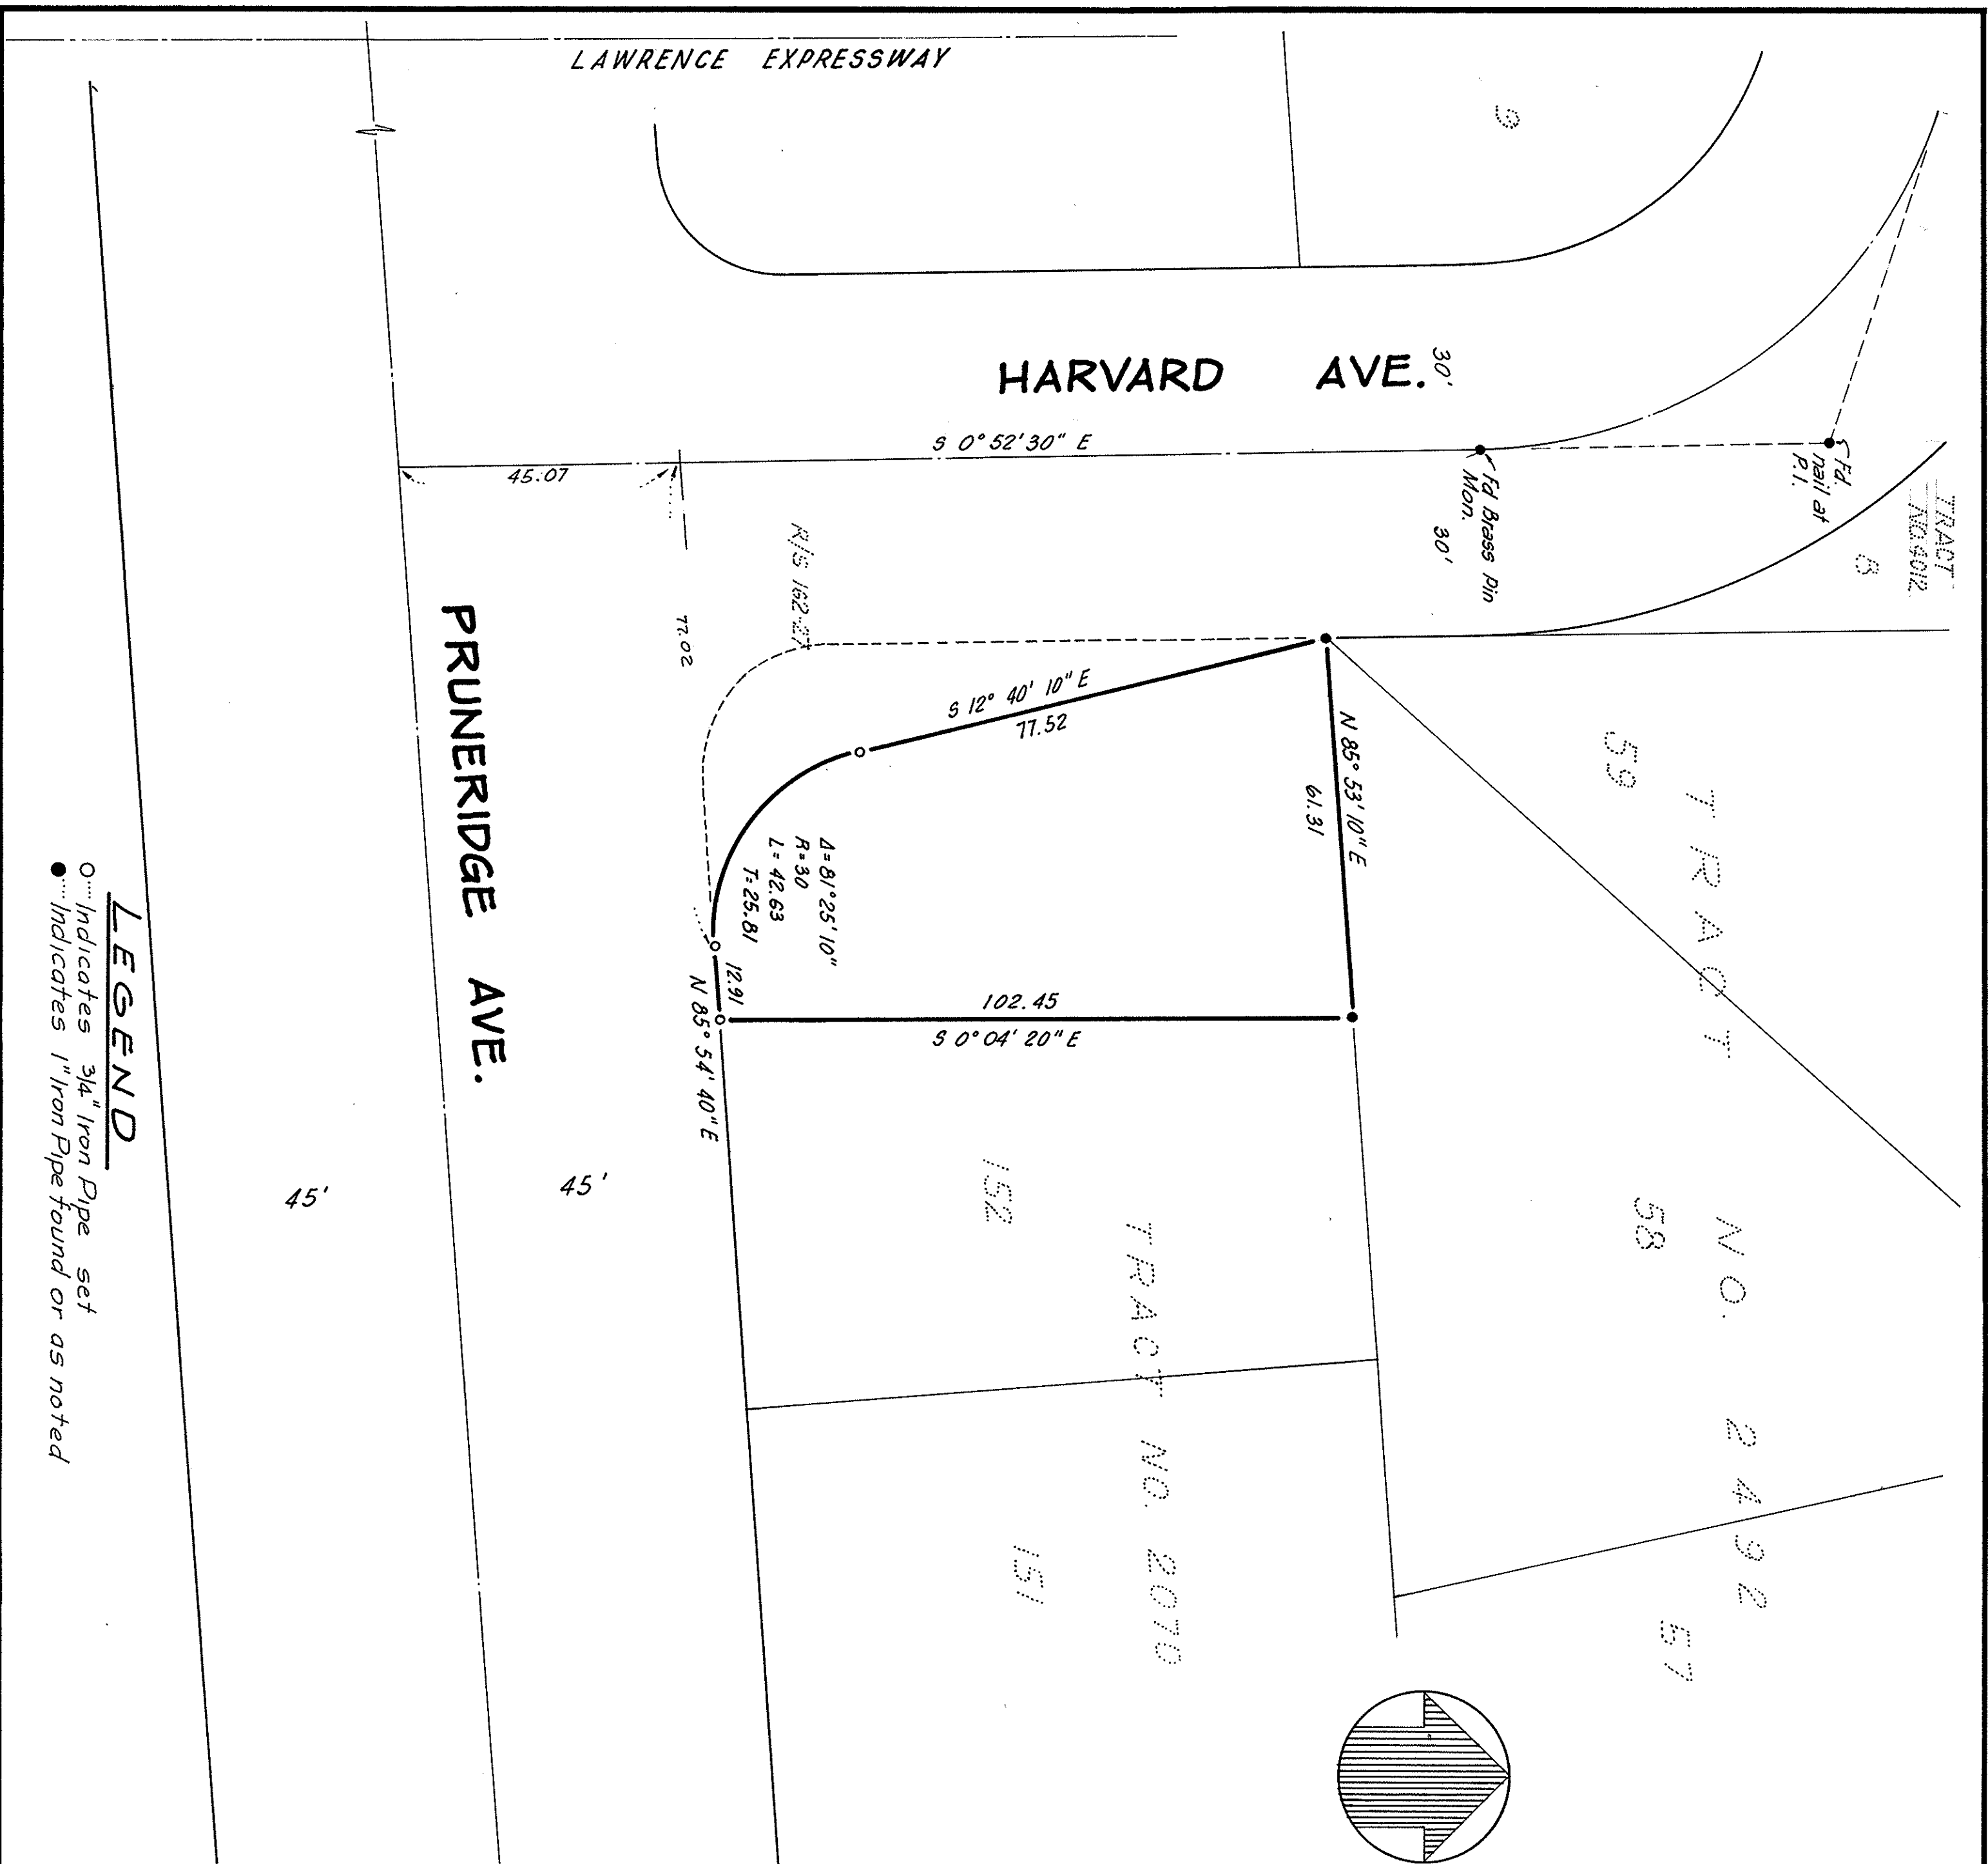 LAWRENCE EXPRESSWAY
9
HARVARD AVE.
30'
S 0° 52' 30" E
45.07
Fd. nail at
P.I.
Fd Brass Pin
Mon.
30'
TRACT
NO. 4012
8
R/S 162-27
77.02
S 12° 40' 10" E
77.52
N 85° 53' 10" E
61.31
Δ=81°25'10"
R=30
L=42.63
T=25.81
12.91
N 85° 54' 40" E
102.45
S 0° 04' 20" E
PRUNERIDGE AVE.
45'
45'
59
58
57
TRACT NO. 2492
152
151
TRACT NO. 2070
LEGEND
Indicates 3/4" Iron Pipe set
Indicates 1" Iron Pipe found or as noted